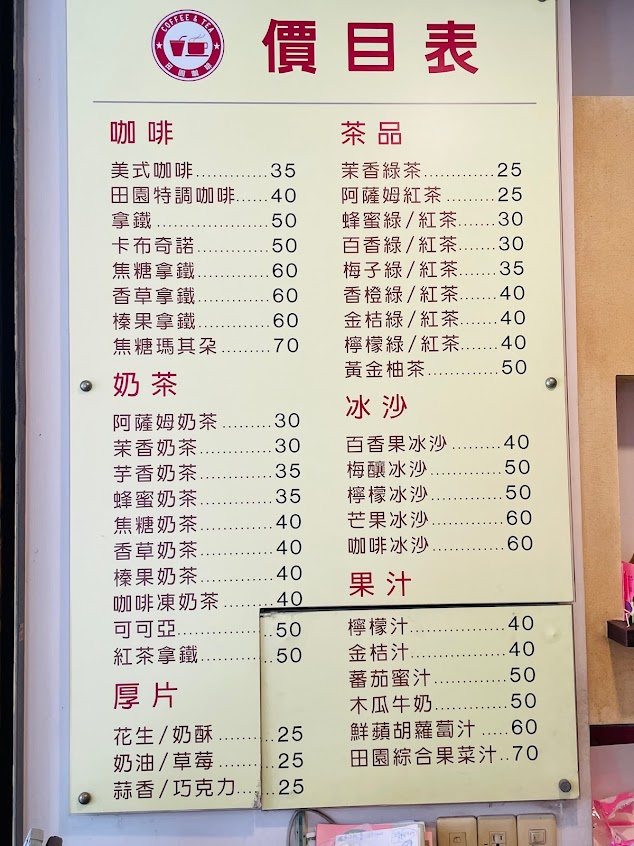 COFFEE & TEA
田園咖啡
價目表
咖啡
美式咖啡............35
田園特調咖啡......40
拿鐵....................50
卡布奇諾.............50
焦糖拿鐵.............60
香草拿鐵.............60
榛果拿鐵.............60
焦糖瑪其朵.........70
奶茶
阿薩姆奶茶.........30
茉香奶茶.............30
芋香奶茶.............35
蜂蜜奶茶.............35
焦糖奶茶.............40
香草奶茶.............40
榛果奶茶.............40
咖啡凍奶茶.........40
可可亞.................50
紅茶拿鐵.............50
厚片
花生/奶酥..........25
奶油/草莓..........25
蒜香/巧克力.......25
茶品
茉香綠茶.............25
阿薩姆紅茶.........25
蜂蜜綠/紅茶.......30
百香綠/紅茶.......30
梅子綠/紅茶.......35
香橙綠/紅茶.......40
金桔綠/紅茶.......40
檸檬綠/紅茶.......40
黃金柚茶.............50
冰沙
百香果冰沙.........40
梅釀冰沙.............50
檸檬冰沙.............50
芒果冰沙.............60
咖啡冰沙.............60
果汁
檸檬汁.................40
金桔汁.................40
蕃茄蜜汁.............50
木瓜牛奶.............50
鮮蘋胡蘿蔔汁.....60
田園綜合果菜汁..70